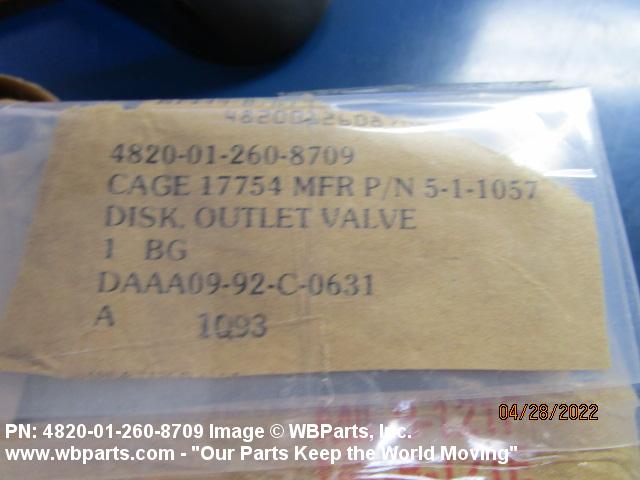 4820-01-260-8709
CAGE 17754 MFR P/N 5-1-1057
DISK, OUTLET VALVE
1 BG
DAAA09-92-C-0631
A 1Q93
04/28/2022
PN: 4820-01-260-8709 Image © WBParts, Inc.
www.wbparts.com - "Our Parts Keep the World Moving"